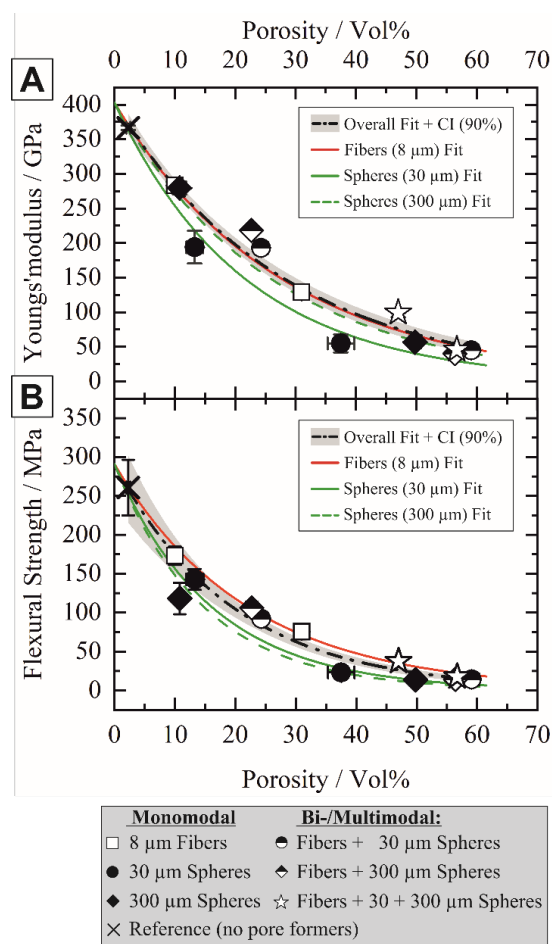 Porosity / Vol%
0 10 20 30 40 50 60 70
A
Youngs'modulus / GPa
400
350
300
250
200
150
100
50
0
Overall Fit + CI (90%)
Fibers (8 µm) Fit
Spheres (30 µm) Fit
Spheres (300 µm) Fit
B
Flexural Strength / MPa
350
300
250
200
150
100
50
0
Overall Fit + CI (90%)
Fibers (8 µm) Fit
Spheres (30 µm) Fit
Spheres (300 µm) Fit
0 10 20 30 40 50 60 70
Porosity / Vol%
Monomodal Bi-/Multimodal:
8 µm Fibers Fibers + 30 µm Spheres
30 µm Spheres Fibers + 300 µm Spheres
300 µm Spheres Fibers + 30 + 300 µm Spheres
Reference (no pore formers)